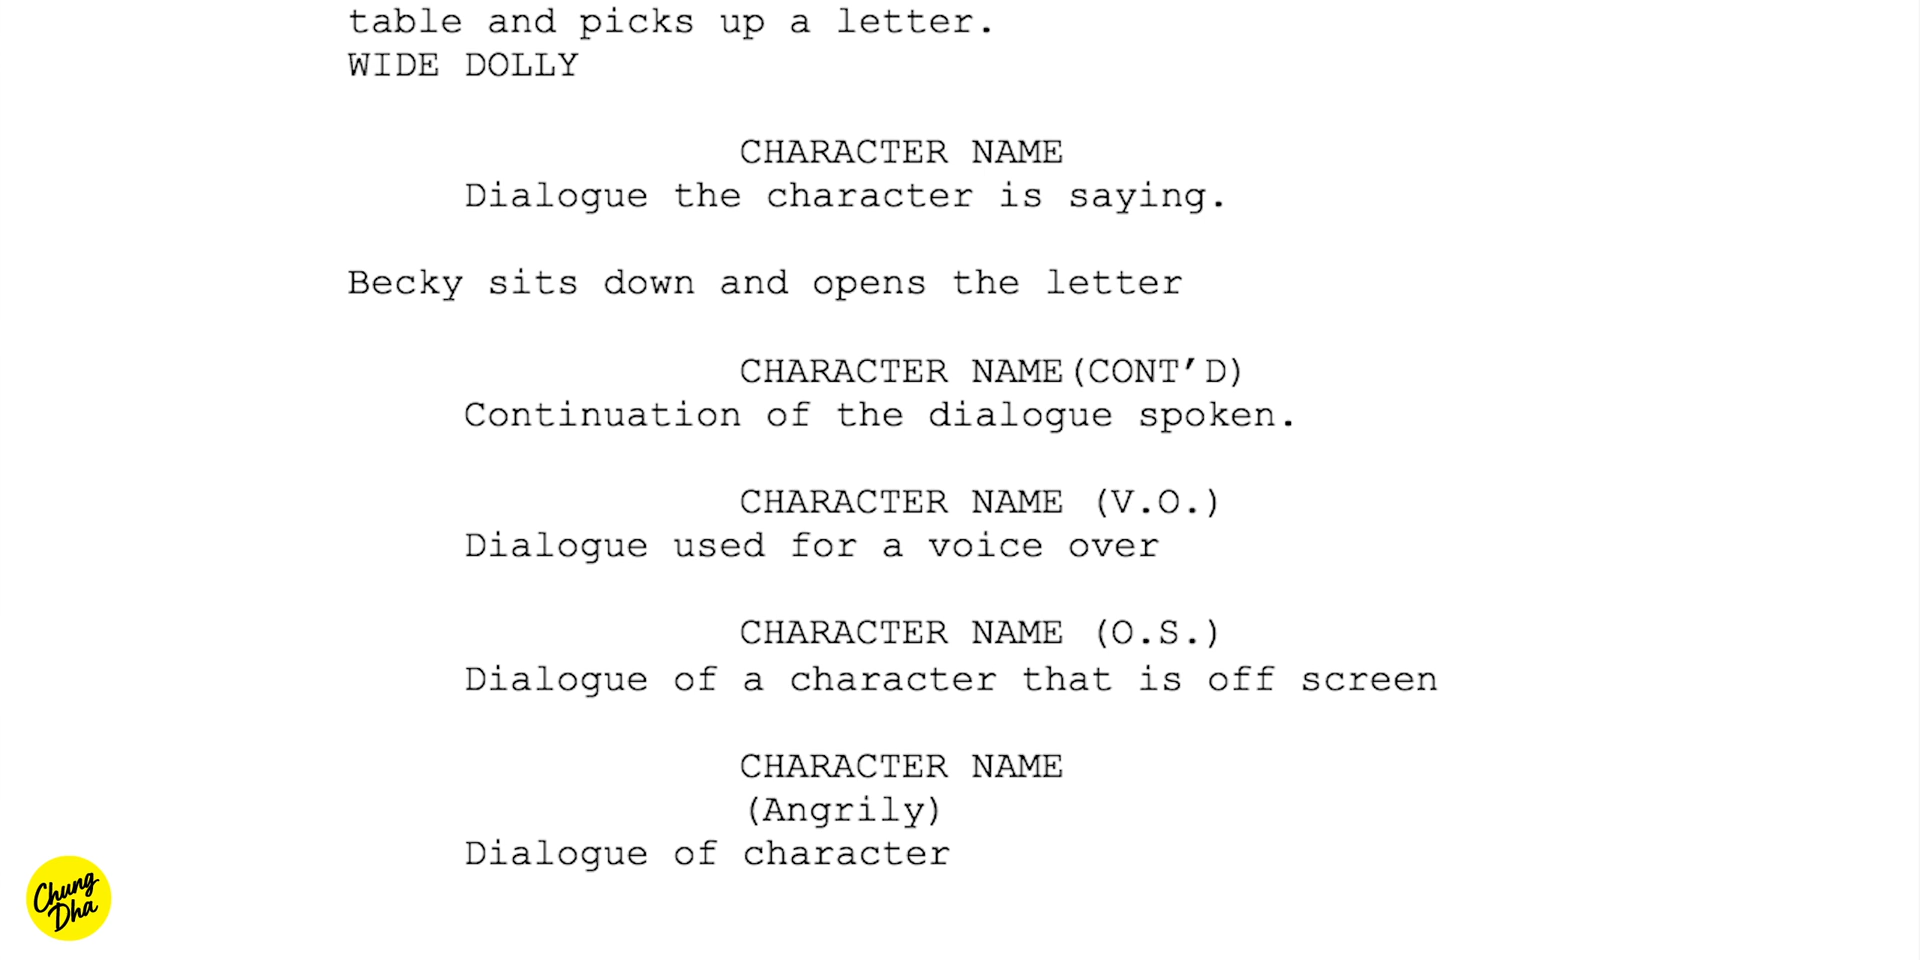 table and picks up a letter.
WIDE DOLLY
CHARACTER NAME
Dialogue the character is saying.
Becky sits down and opens the letter
CHARACTER NAME(CONT’D)
Continuation of the dialogue spoken.
CHARACTER NAME (V.O.)
Dialogue used for a voice over
CHARACTER NAME (O.S.)
Dialogue of a character that is off screen
CHARACTER NAME
(Angrily)
Dialogue of character
Chung
Dha